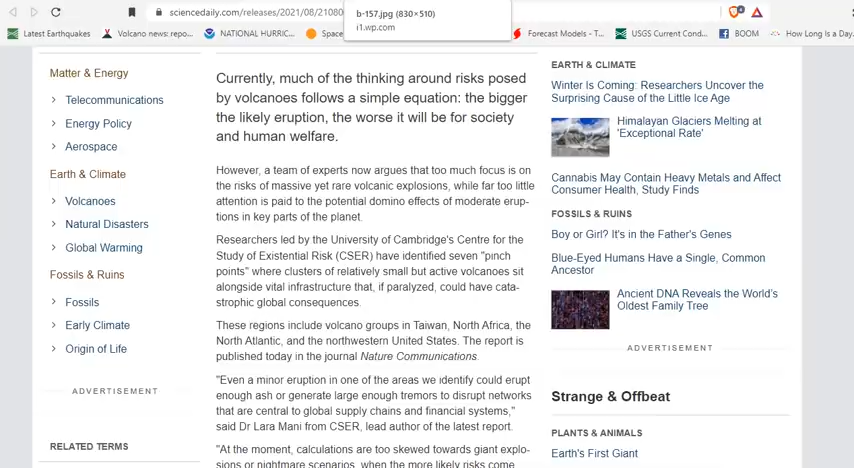 sciencedaily.com/releases/2021/08/21080
b-157.jpg (830×510)
i1.wp.com
Latest Earthquakes
Volcano news: repo...
NATIONAL HURRIC...
Space
Forecast Models - T...
USGS Current Cond...
BOOM
How Long Is a Day
Matter & Energy
Telecommunications
Energy Policy
Aerospace
Earth & Climate
Volcanoes
Natural Disasters
Global Warming
Fossils & Ruins
Fossils
Early Climate
Origin of Life
ADVERTISEMENT
RELATED TERMS
Currently, much of the thinking around risks posed
by volcanoes follows a simple equation: the bigger
the likely eruption, the worse it will be for society
and human welfare.
However, a team of experts now argues that too much focus is on
the risks of massive yet rare volcanic explosions, while far too little
attention is paid to the potential domino effects of moderate erup-
tions in key parts of the planet.
Researchers led by the University of Cambridge's Centre for the
Study of Existential Risk (CSER) have identified seven "pinch
points" where clusters of relatively small but active volcanoes sit
alongside vital infrastructure that, if paralyzed, could have cata-
strophic global consequences.
These regions include volcano groups in Taiwan, North Africa, the
North Atlantic, and the northwestern United States. The report is
published today in the journal Nature Communications.
"Even a minor eruption in one of the areas we identify could erupt
enough ash or generate large enough tremors to disrupt networks
that are central to global supply chains and financial systems,"
said Dr Lara Mani from CSER, lead author of the latest report.
"At the moment, calculations are too skewed towards giant explo-
sions or nightmare scenarios, when the more likely risks come
EARTH & CLIMATE
Winter Is Coming: Researchers Uncover the
Surprising Cause of the Little Ice Age
Himalayan Glaciers Melting at
'Exceptional Rate'
Cannabis May Contain Heavy Metals and Affect
Consumer Health, Study Finds
FOSSILS & RUINS
Boy or Girl? It's in the Father's Genes
Blue-Eyed Humans Have a Single, Common
Ancestor
Ancient DNA Reveals the World's
Oldest Family Tree
ADVERTISEMENT
Strange & Offbeat
PLANTS & ANIMALS
Earth's First Giant